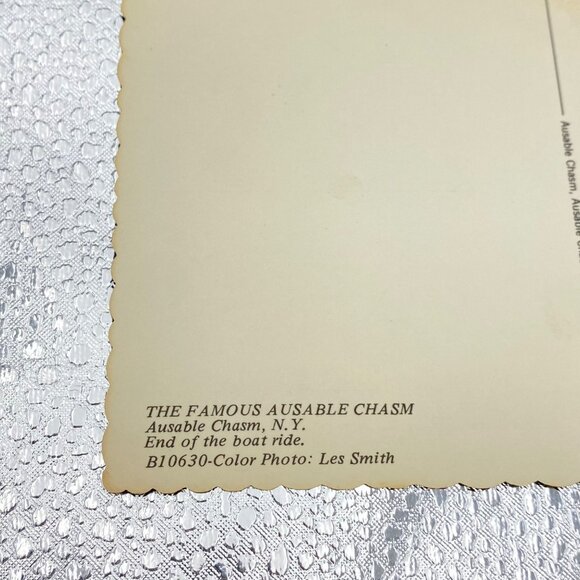 THE FAMOUS AUSABLE CHASM
Ausable Chasm, N.Y.
End of the boat ride.
B10630-Color Photo: Les Smith
Ausable Chasm, Ausable